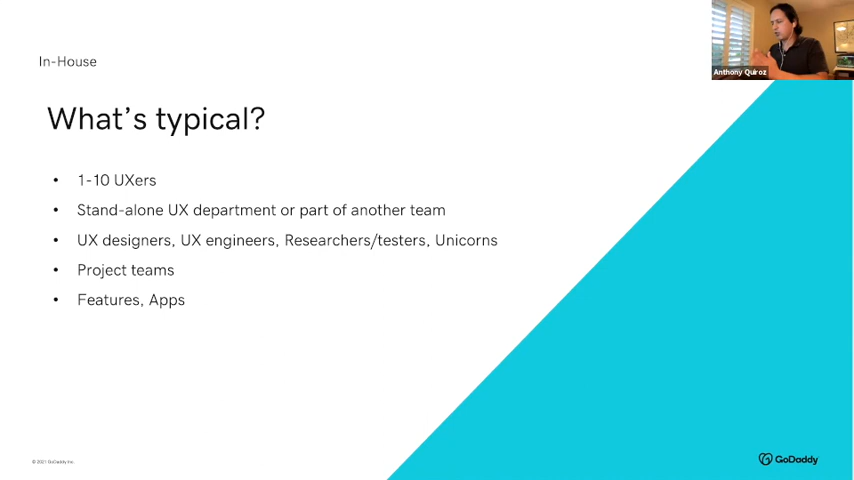 In-House
Anthony Quiroz
What's typical?
• 1-10 UXers
• Stand-alone UX department or part of another team
• UX designers, UX engineers, Researchers/testers, Unicorns
• Project teams
• Features, Apps
© 2021 GoDaddy Inc.
GoDaddy